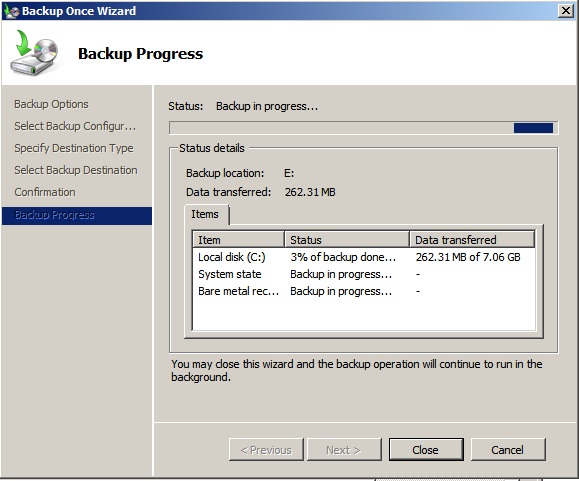 Backup Once Wizard
Backup Progress
Backup Options
Select Backup Configur...
Specify Destination Type
Select Backup Destination
Confirmation
Backup Progress
Status: Backup in progress...
Status details
Backup location: E:
Data transferred: 262.31 MB
Items
Item Status Data transferred
Local disk (C:) 3% of backup done... 262.31 MB of 7.06 GB
System state Backup in progress... -
Bare metal rec... Backup in progress... -
You may close this wizard and the backup operation will continue to run in the
background.
< Previous Next > Close Cancel